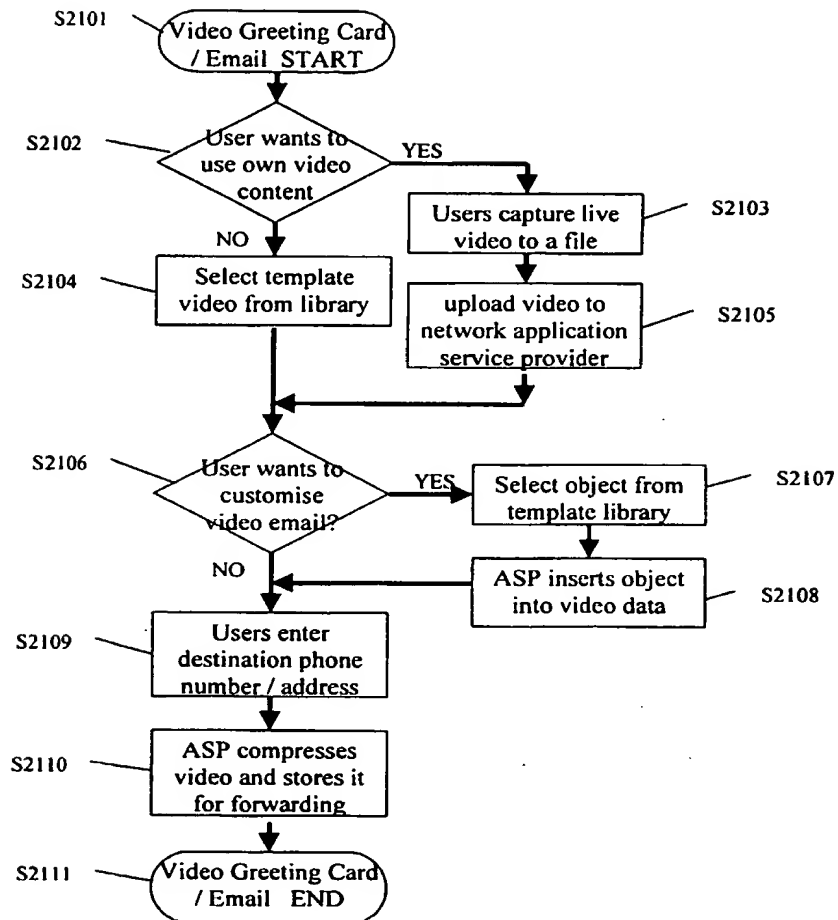 S2101
Video Greeting Card
/ Email START
S2102
User wants to
use own video
content
YES
NO
Users capture live
video to a file
S2103
S2104
Select template
video from library
upload video to
network application
service provider
S2105
S2106
User wants to
customise
video email?
YES
NO
Select object from
template library
S2107
ASP inserts object
into video data
S2108
S2109
Users enter
destination phone
number / address
S2110
ASP compresses
video and stores it
for forwarding
S2111
Video Greeting Card
/ Email END